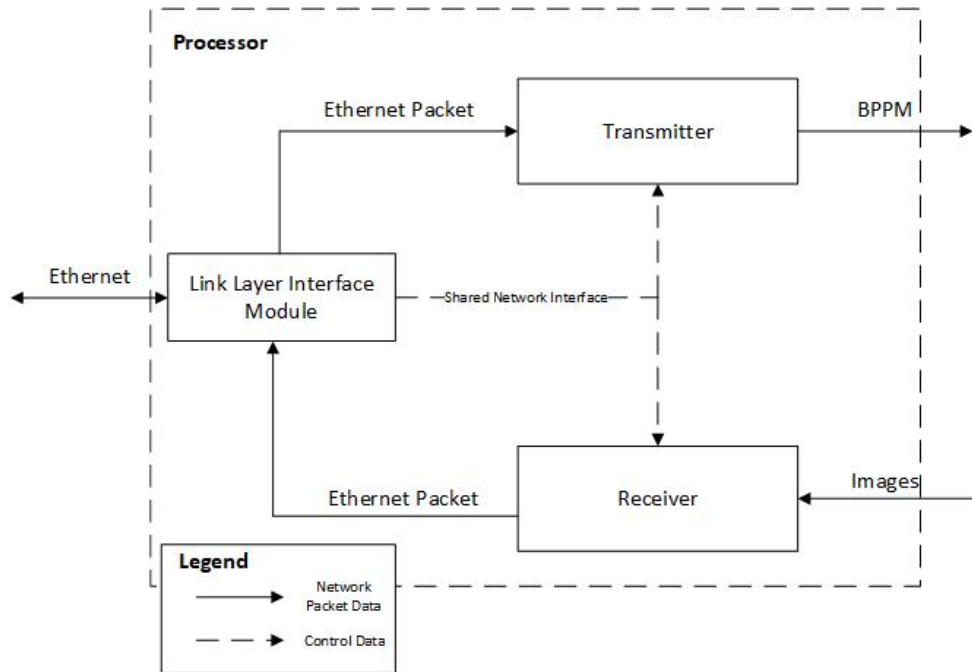 Processor
Ethernet Packet
Transmitter
BPPM
Ethernet
Link Layer Interface
Module
Shared Network Interface
Ethernet Packet
Receiver
Images
Legend
Network
Packet Data
Control Data